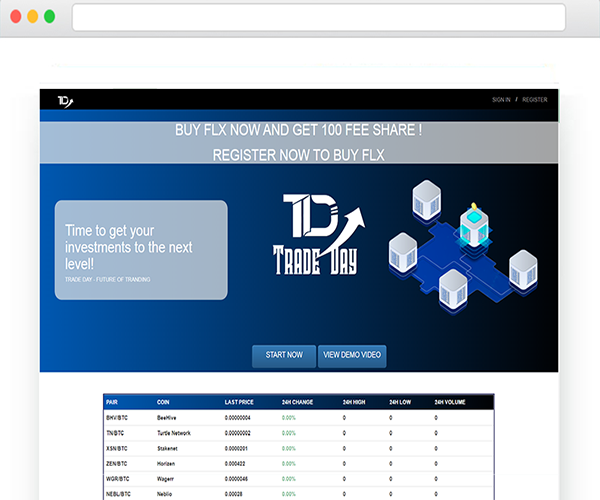 TD
SIGN IN / REGISTER
BUY FLX NOW AND GET 100 FEE SHARE !
REGISTER NOW TO BUY FLX
Time to get your
investments to the next
level!
TRADE DAY - FUTURE OF TRANDING
TD
TRADE DAY
START NOW VIEW DEMO VIDEO
PAIR COIN LAST PRICE 24H CHANGE 24H HIGH 24H LOW 24H VOLUME
BHV/BTC BeeHive 0.00000004 0.00% 0 0 0
TN/BTC Turtle Network 0.00000002 0.00% 0 0 0
XSN/BTC Stakenet 0.0000201 0.00% 0 0 0
ZEN/BTC Horizen 0.000422 0.00% 0 0 0
WGR/BTC Wagerr 0.0000046 0.00% 0 0 0
NEBL/BTC Neblio 0.00028 0.00% 0 0 0